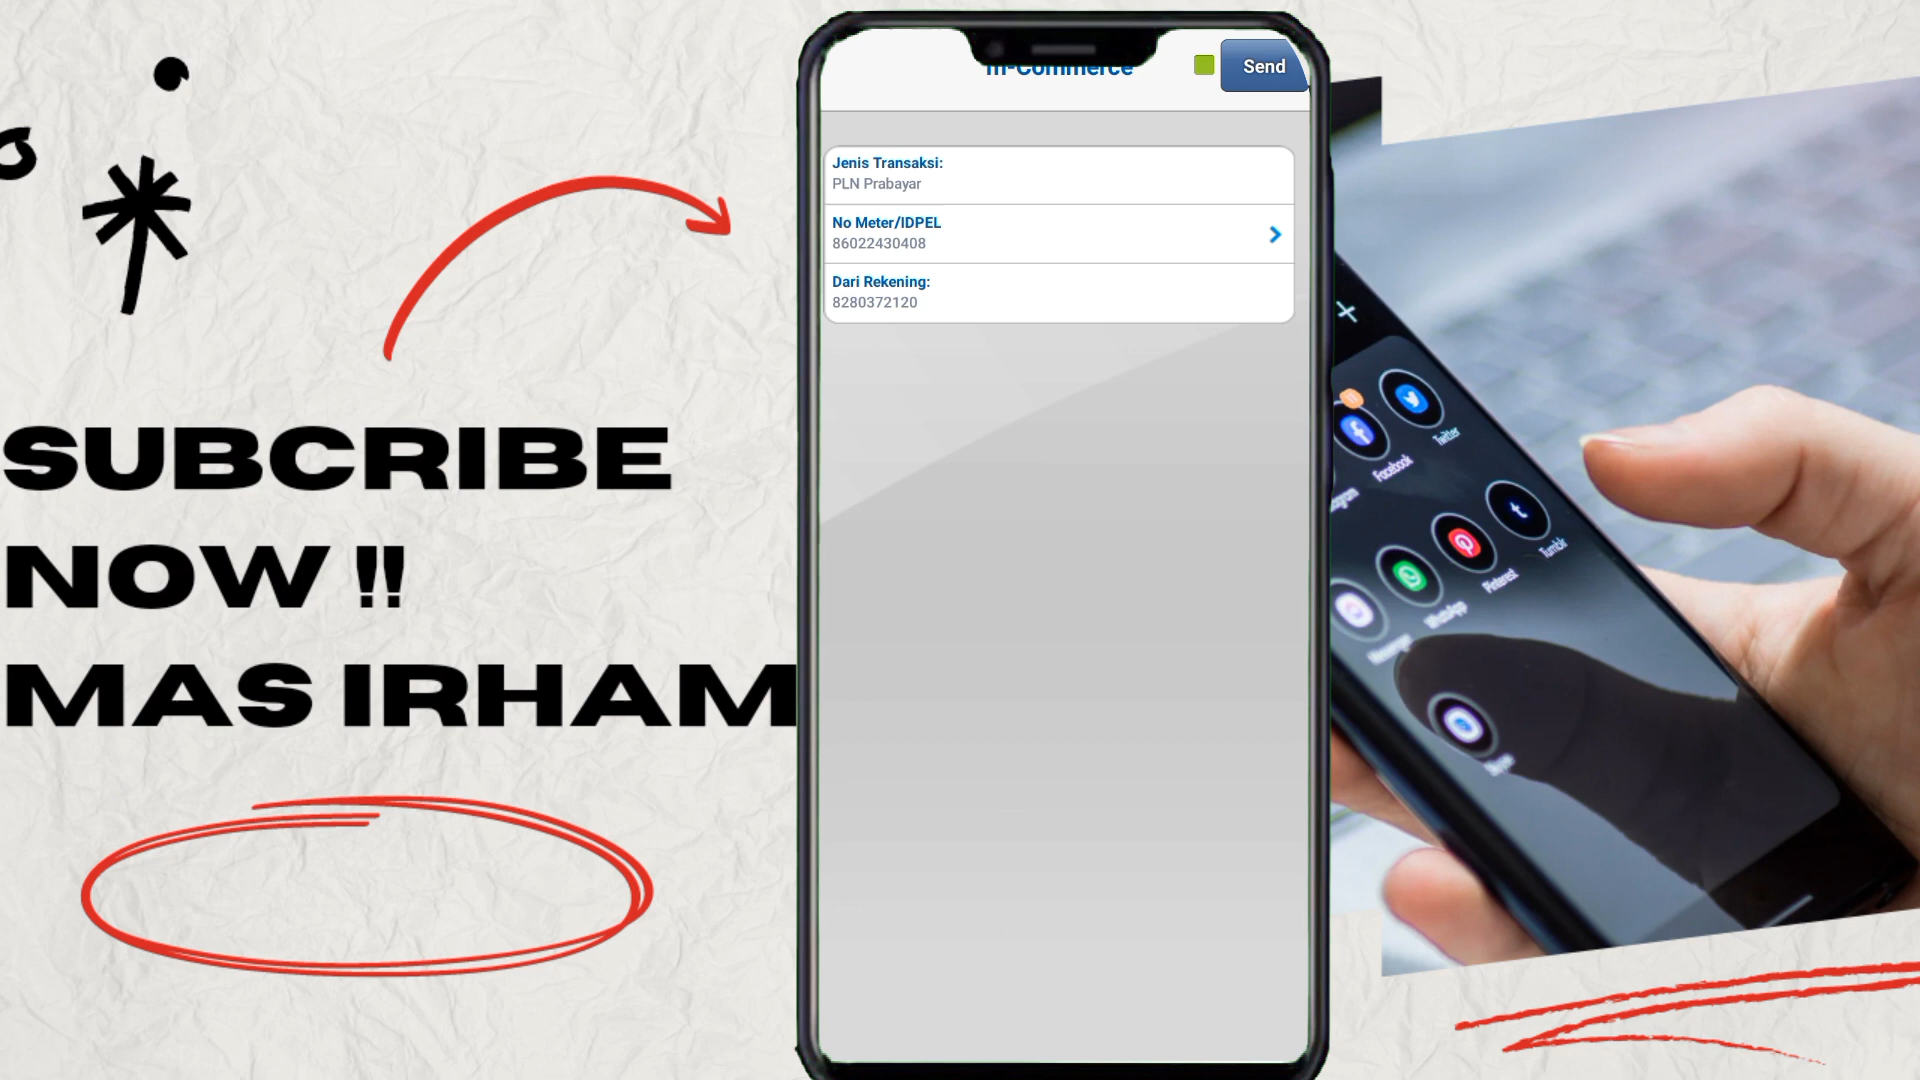 SUBCRIBE
NOW !!
MAS IRHAM
m-Commerce
Send
Jenis Transaksi:
PLN Prabayar
No Meter/IDPEL
86022430408
Dari Rekening:
8280372120
Twitter
Facebook
Tumblr
Pinterest
WhatsApp